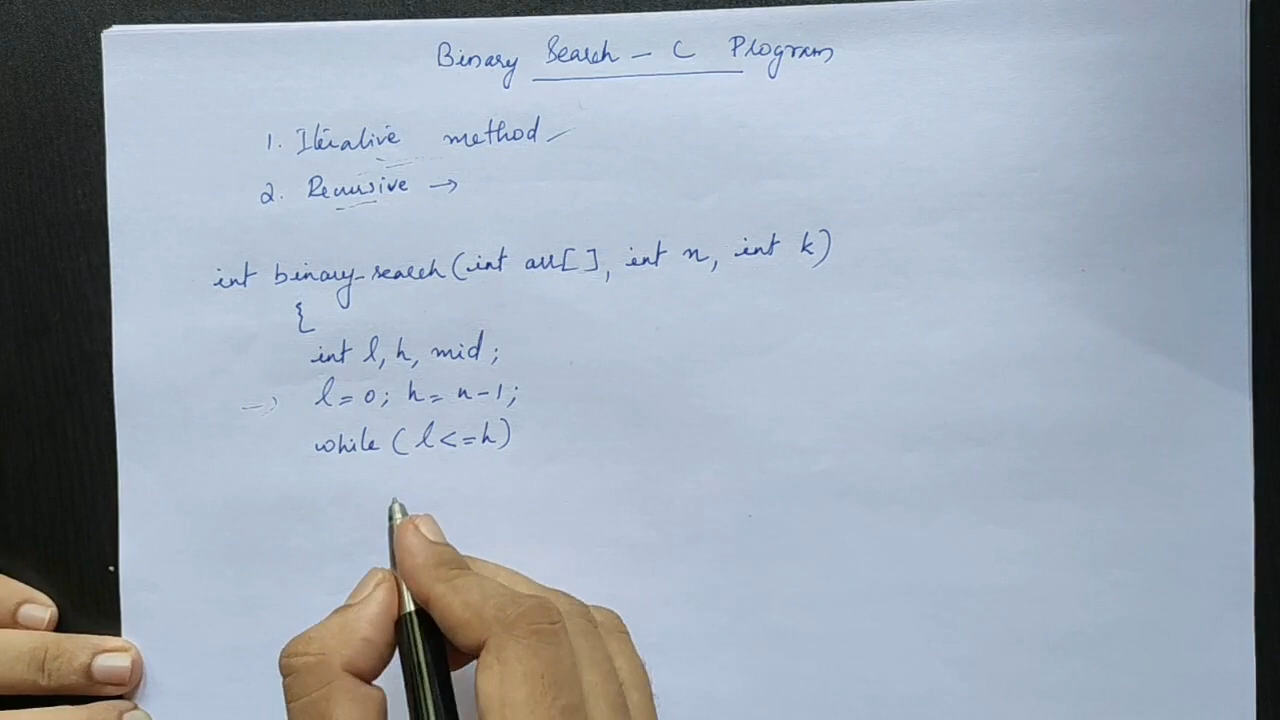 Binary Search - C Program
1. Iterative method
2. Recursive →
int binary-search(int arr[], int n, int k)
{
int l, h, mid;
→ l=0; h=n-1;
while (l<=h)